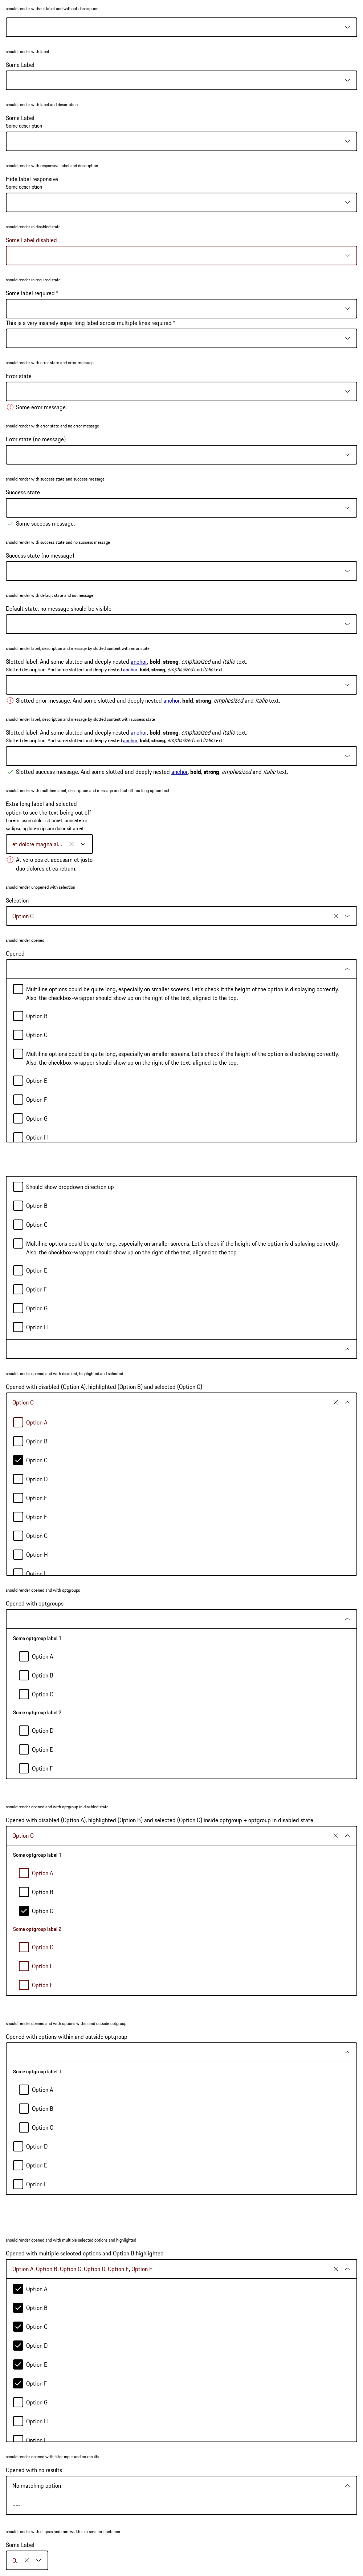 should render without label and without description
should render with label
Some Label
should render with label and description
Some Label
Some description
should render with responsive label and description
Hide label responsive
Some description
should render in disabled state
Some Label disabled
should render in required state
Some label required *
This is a very insanely super long label across multiple lines required *
should render with error state and error message
Error state
Some error message.
should render with error state and no error message
Error state (no message)
should render with success state and success message
Success state
Some success message.
should render with success state and no success message
Success state (no message)
should render with default state and no message
Default state, no message should be visible
should render label, description and message by slotted content with error state
Slotted label. And some slotted and deeply nested anchor, bold, strong, emphasized and italic text.
Slotted description. And some slotted and deeply nested anchor, bold, strong, emphasized and italic text.
Slotted error message. And some slotted and deeply nested anchor, bold, strong, emphasized and italic text.
should render label, description and message by slotted content with success state
Slotted label. And some slotted and deeply nested anchor, bold, strong, emphasized and italic text.
Slotted description. And some slotted and deeply nested anchor, bold, strong, emphasized and italic text.
Slotted success message. And some slotted and deeply nested anchor, bold, strong, emphasized and italic text.
should render with multiline label, description and message and cut off too long option text
Extra long label and selected
option to see the text being cut off
Lorem ipsum dolor sit amet, consetetur
sadipscing lorem ipsum dolor sit amet
et dolore magna al...
At vero eos et accusam et justo
duo dolores et ea rebum.
should render unopened with selection
Selection
Option C
should render opened
Opened
Multiline options could be quite long, especially on smaller screens. Let's check if the height of the option is displaying correctly.
Also, the checkbox-wrapper should show up on the right of the text, aligned to the top.
Option B
Option C
Multiline options could be quite long, especially on smaller screens. Let's check if the height of the option is displaying correctly.
Also, the checkbox-wrapper should show up on the right of the text, aligned to the top.
Option E
Option F
Option G
Option H
Should show dropdown direction up
Option B
Option C
Multiline options could be quite long, especially on smaller screens. Let's check if the height of the option is displaying correctly.
Also, the checkbox-wrapper should show up on the right of the text, aligned to the top.
Option E
Option F
Option G
Option H
should render opened and with disabled, highlighted and selected
Opened with disabled (Option A), highlighted (Option B) and selected (Option C)
Option C
Option A
Option B
Option C
Option D
Option E
Option F
Option G
Option H
Option I
should render opened and with optgroups
Opened with optgroups
Some optgroup label 1
Option A
Option B
Option C
Some optgroup label 2
Option D
Option E
Option F
should render opened and with optgroup in disabled state
Opened with disabled (Option A), highlighted (Option B) and selected (Option C) inside optgroup + optgroup in disabled state
Option C
Some optgroup label 1
Option A
Option B
Option C
Some optgroup label 2
Option D
Option E
Option F
should render opened and with options within and outside optgroup
Opened with options within and outside optgroup
Some optgroup label 1
Option A
Option B
Option C
Option D
Option E
Option F
should render opened and with multiple selected options and highlighted
Opened with multiple selected options and Option B highlighted
Option A, Option B, Option C, Option D, Option E, Option F
Option A
Option B
Option C
Option D
Option E
Option F
Option G
Option H
Option I
should render opened with filter input and no results
Opened with no results
No matching option
---
should render with ellipsis and min-width in a smaller container
Some Label
O..